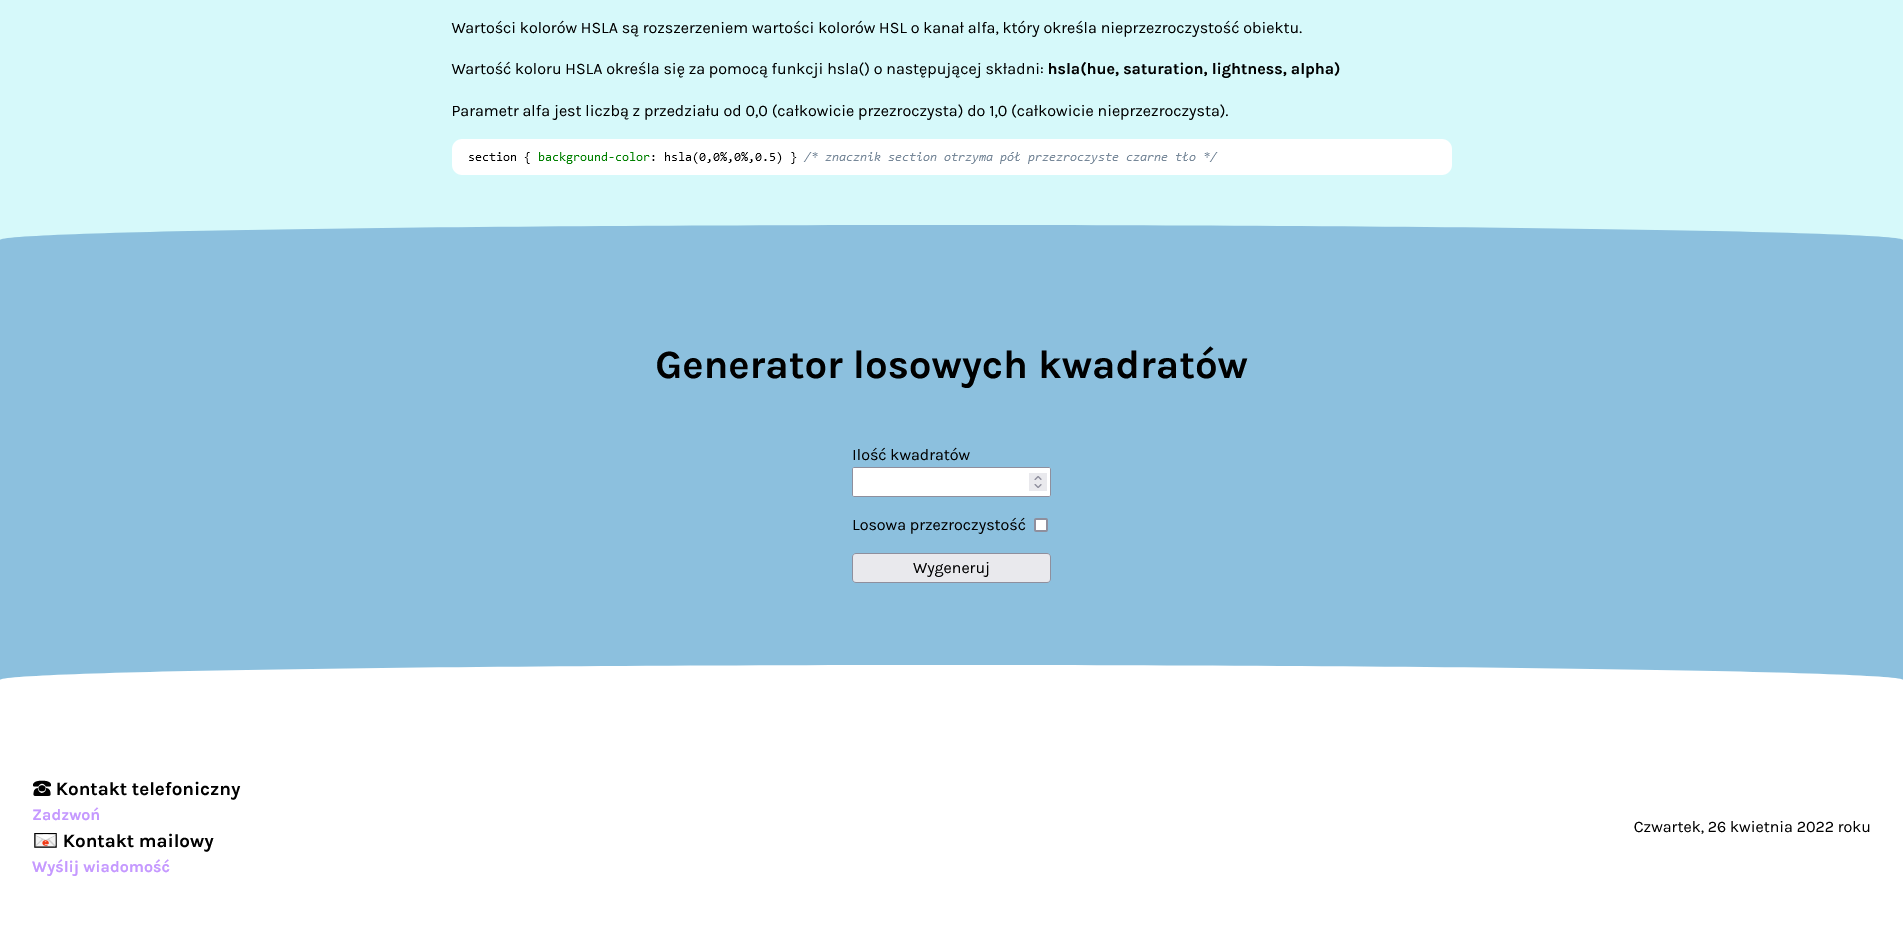 Wartości kolorów HSLA są rozszerzeniem wartości kolorów HSL o kanał alfa, który określa nieprzezroczystość obiektu.
Wartość koloru HSLA określa się za pomocą funkcji hsla() o następującej składni: hsla(hue, saturation, lightness, alpha)
Parametr alfa jest liczbą z przedziału od 0,0 (całkowicie przezroczysta) do 1,0 (całkowicie nieprzezroczysta).
section { background-color: hsla(0,0%,0%,0.5) } /* znacznik section otrzyma pół przezroczyste czarne tło */
Generator losowych kwadratów
Ilość kwadratów
Losowa przezroczystość
Wygeneruj
☎ Kontakt telefoniczny
Zadzwoń
📧 Kontakt mailowy
Wyślij wiadomość
Czwartek, 26 kwietnia 2022 roku